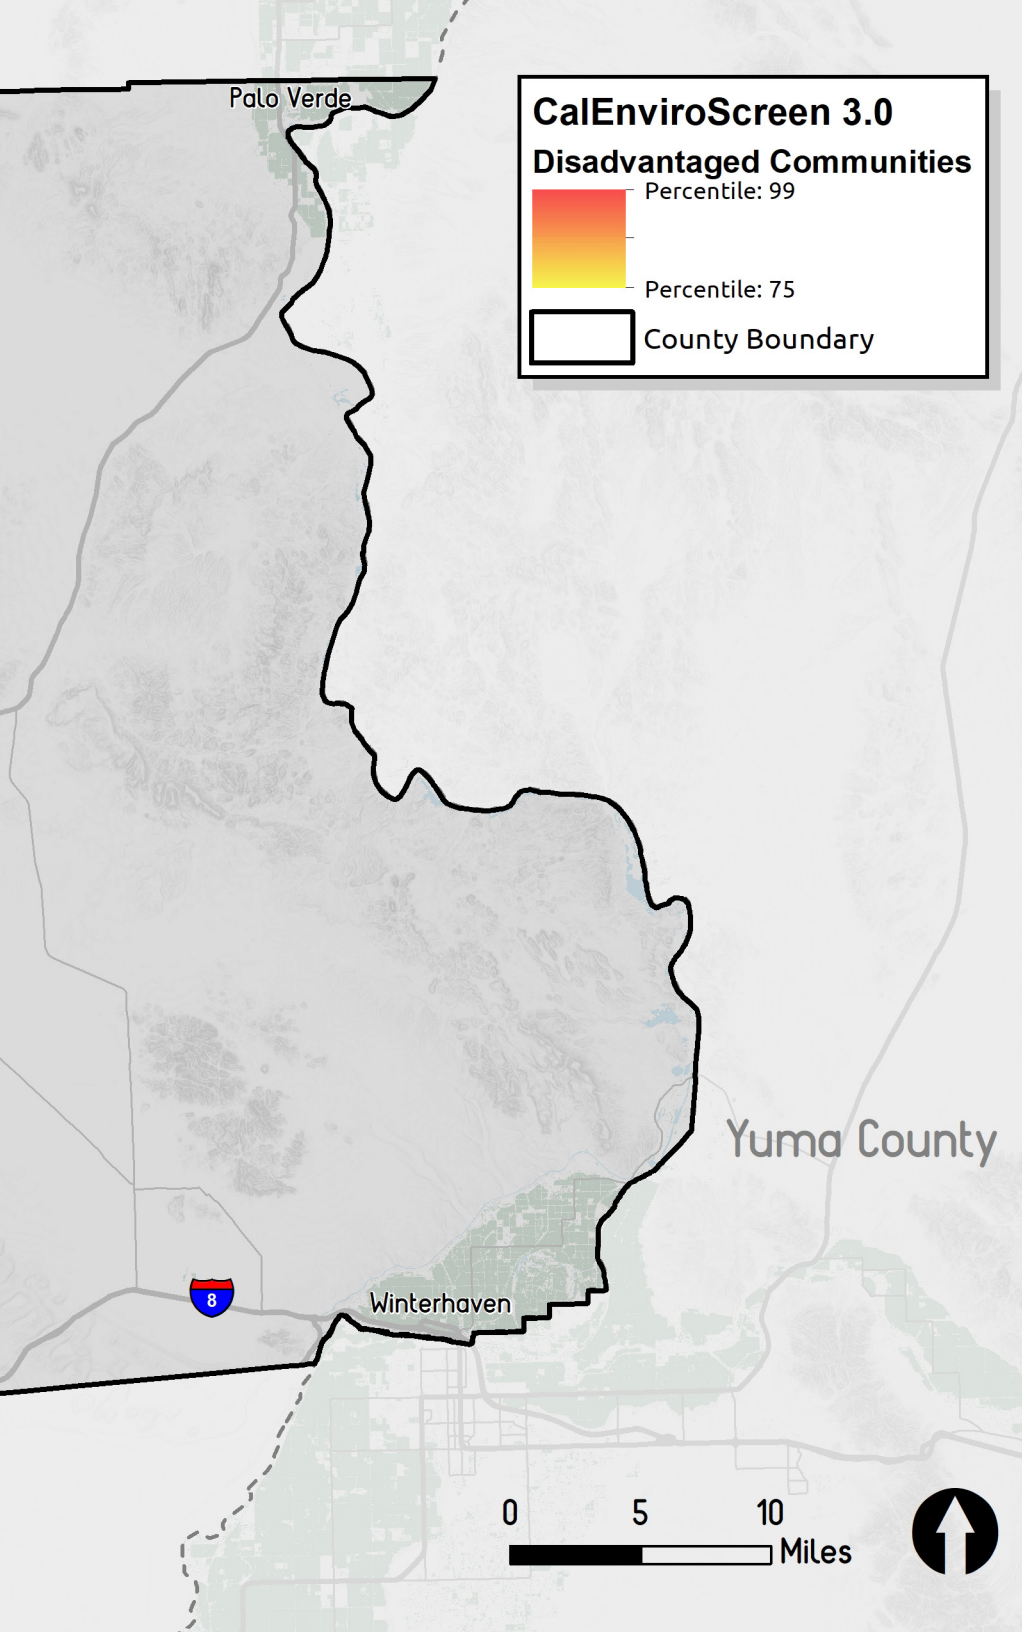 Palo Verde
CalEnviroScreen 3.0
Disadvantaged Communities
Percentile: 99
Percentile: 75
County Boundary
Yuma County
8
Winterhaven
0 5 10
Miles